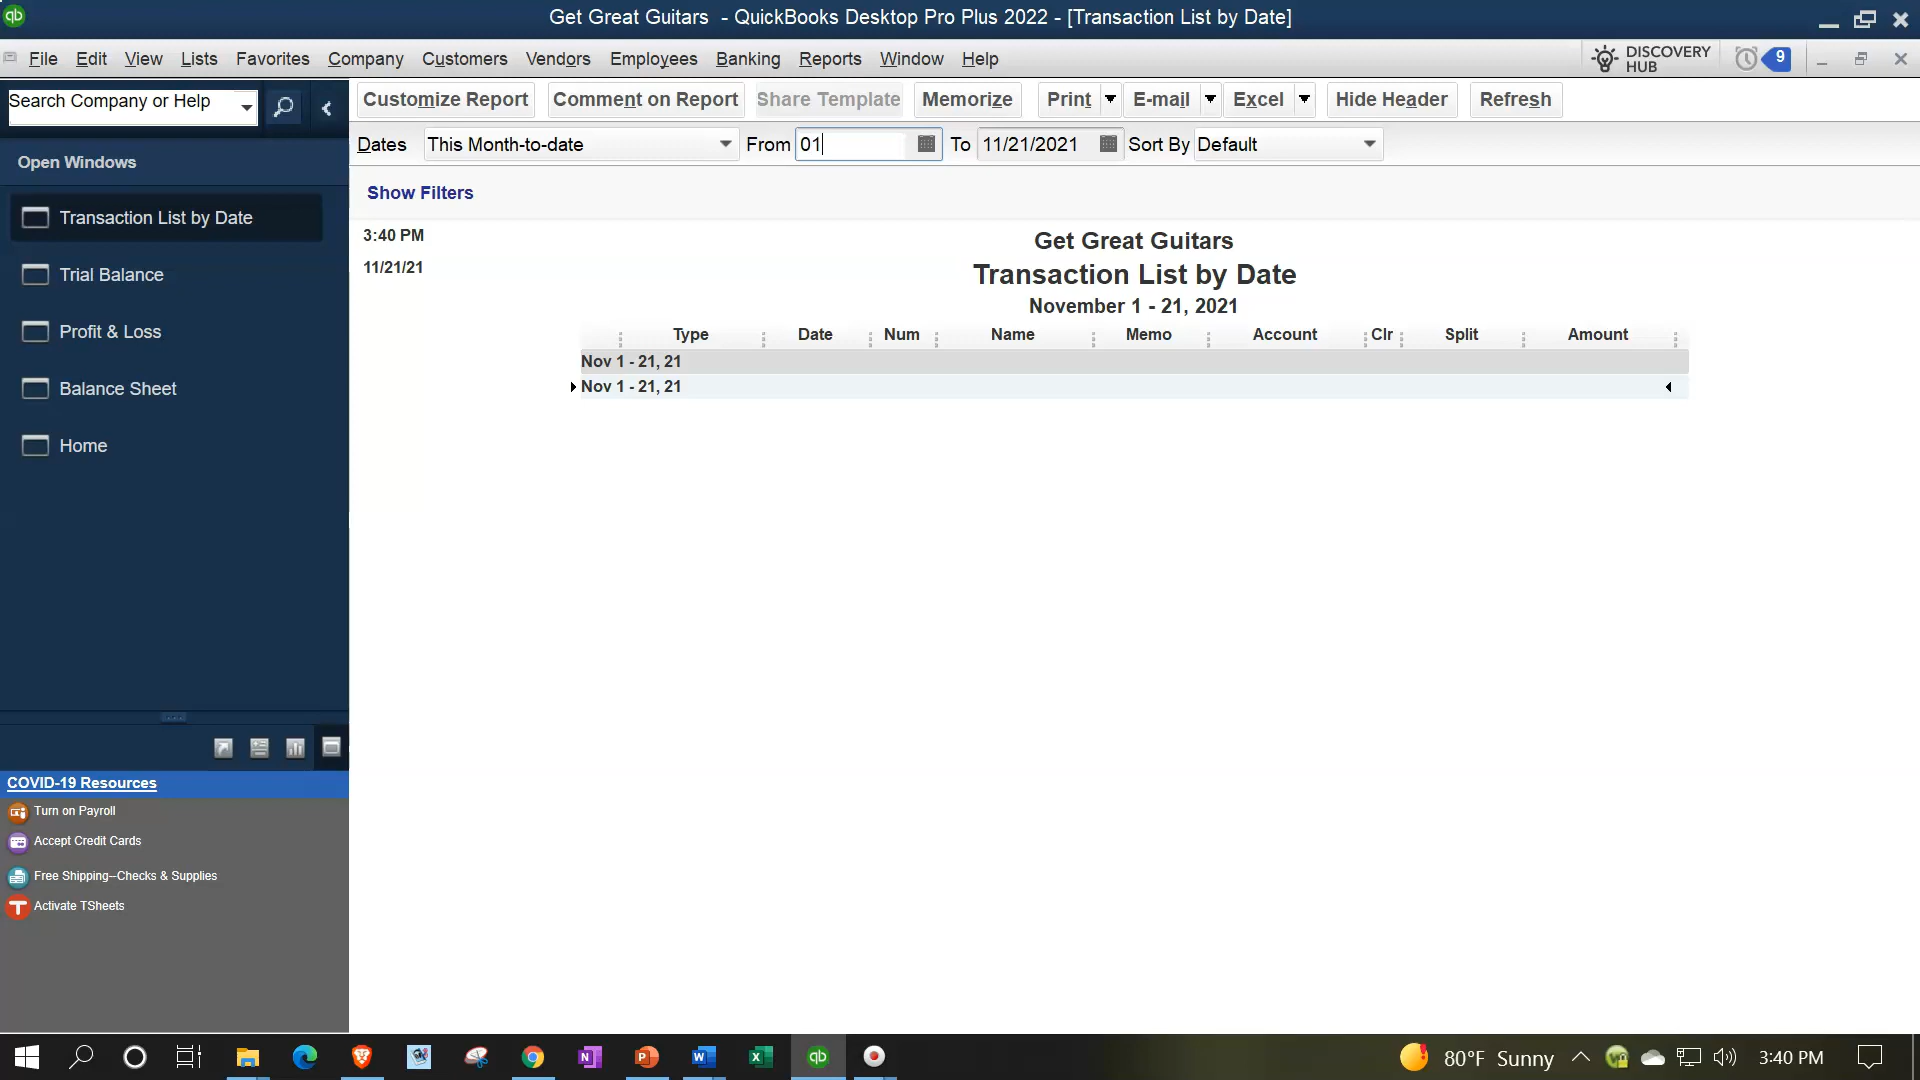 qb
Get Great Guitars - QuickBooks Desktop Pro Plus 2022 - [Transaction List by Date]
File Edit View Lists Favorites Company Customers Vendors Employees Banking Reports Window Help
DISCOVERY HUB
9
Search Company or Help
Customize Report Comment on Report Share Template Memorize Print E-mail Excel Hide Header Refresh
Dates This Month-to-date From 01 To 11/21/2021 Sort By Default
Open Windows
Transaction List by Date
Trial Balance
Profit & Loss
Balance Sheet
Home
Show Filters
3:40 PM
11/21/21
Get Great Guitars
Transaction List by Date
November 1 - 21, 2021
Type Date Num Name Memo Account Clr Split Amount
Nov 1 - 21, 21
Nov 1 - 21, 21
COVID-19 Resources
Turn on Payroll
Accept Credit Cards
Free Shipping--Checks & Supplies
Activate TSheets
80°F Sunny
3:40 PM